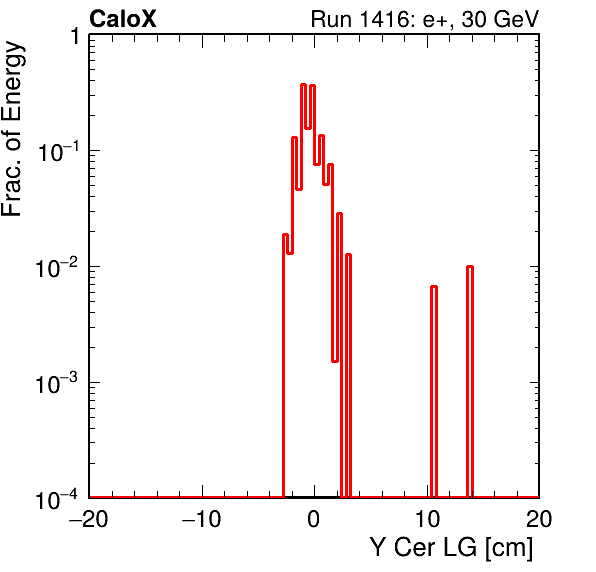 CaloX Run 1416: e+, 30 GeV
Frac. of Energy
1
10⁻¹
10⁻²
10⁻³
10⁻⁴
−20 −10 0 10 20
Y Cer LG [cm]